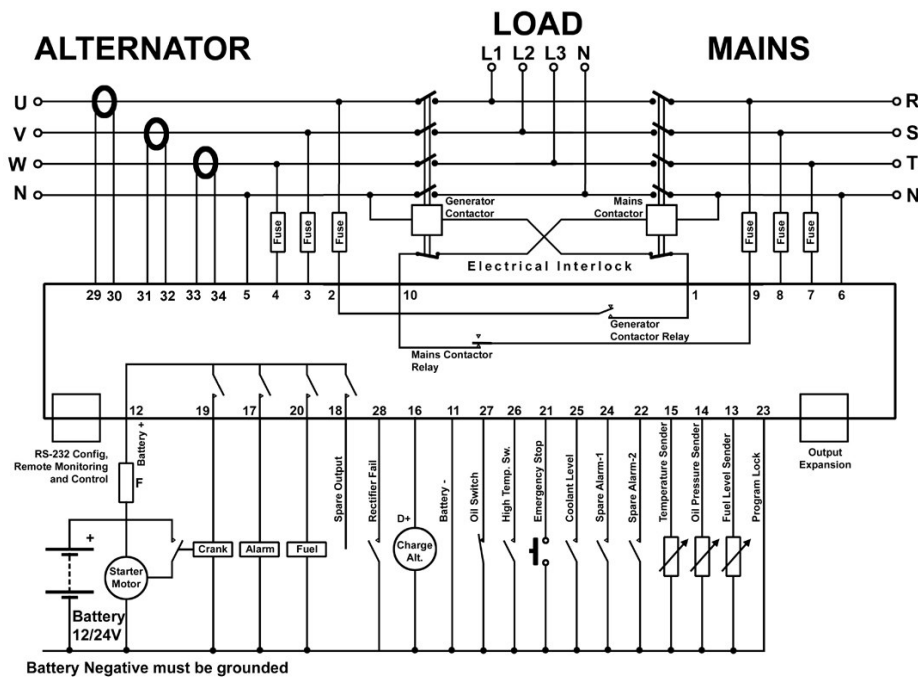 LOAD
ALTERNATOR
MAINS
L1 L2 L3 N
U
R
V
S
W
T
N
N
Generator
Contactor
Mains
Contactor
Fuse
Fuse
Fuse
Fuse
Fuse
Fuse
Electrical Interlock
29 30 31 32 33 34 5 4 3 2 10 1 9 8 7 6
Generator
Contactor Relay
Mains Contactor
Relay
12 19 17 20 18 28 16 11 27 26 21 25 24 22 15 14 13 23
RS-232 Config,
Remote Monitoring
and Control
Output
Expansion
Battery +
F
Spare Output
Rectifier Fail
Battery -
Oil Switch
High Temp. Sw.
Emergency Stop
Coolant Level
Spare Alarm-1
Spare Alarm-2
Temperature Sender
Oil Pressure Sender
Fuel Level Sender
Program Lock
D+
Charge
Alt.
+
Crank
Alarm
Fuel
Starter
Motor
Battery
12/24V
Battery Negative must be grounded